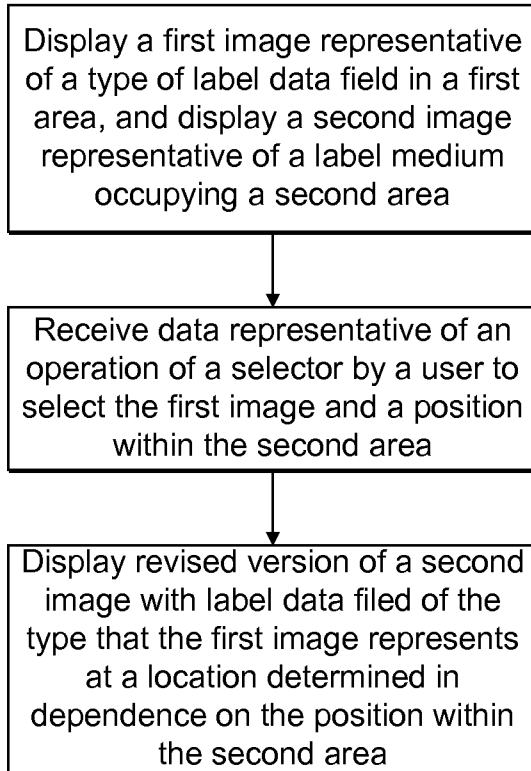 Display a first image representative
of a type of label data field in a first
area, and display a second image
representative of a label medium
occupying a second area
Receive data representative of an
operation of a selector by a user to
select the first image and a position
within the second area
Display revised version of a second
image with label data filed of the
type that the first image represents
at a location determined in
dependence on the position within
the second area